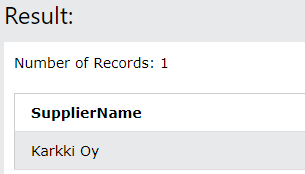 Result:
Number of Records: 1
SupplierName
Karkki Oy